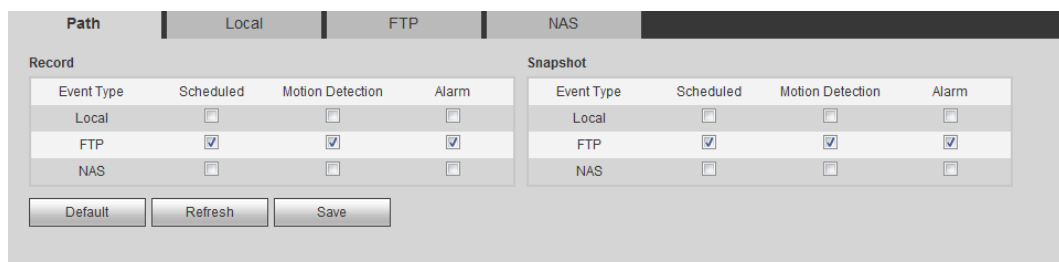 Path Local FTP NAS
Record Snapshot
Event Type Scheduled Motion Detection Alarm Event Type Scheduled Motion Detection Alarm
Local Local
FTP FTP
NAS NAS
Default Refresh Save